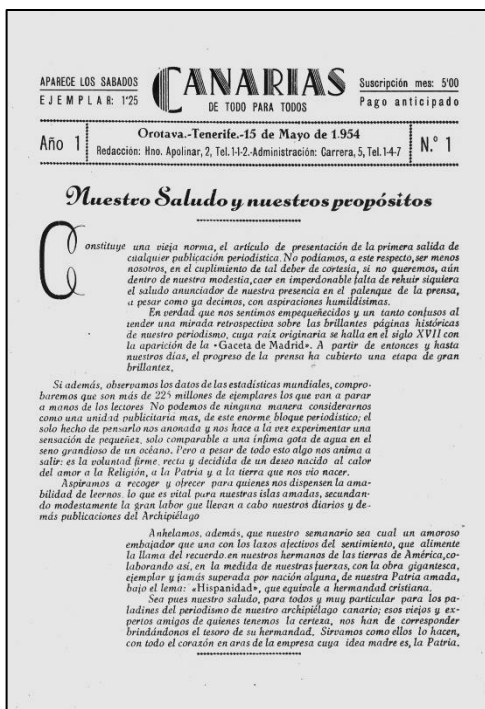 APARECE LOS SABADOS
EJEMPLAR: 1'25
CANARIAS
DE TODO PARA TODOS
Suscripción mes: 5'00
Pago anticipado
Año 1
Orotava.-Tenerife.-15 de Mayo de 1.954
Redacción: Hno. Apolinar, 2, Tel.1-1-2.-Administración: Carrera, 5, Tel.1-4-7
N.º 1
Nuestro Saludo y nuestros propósitos
Constituye una vieja norma, el artículo de presentación de la primera salida de
cualquier publicación periodística. No podíamos, a este respecto, ser menos
nosotros, en el cuplimiento de tal deber de cortesía, si no queremos, aún
dentro de nuestra modestia, caer en imperdonable falta de rehuir siquiera
el saludo anunciador de nuestra presencia en el palenque de la prensa,
a pesar como ya decimos, con aspiraciones humildísimas.
En verdad que nos sentimos empequeñecidos y un tanto confusos al
tender una mirada retrospectiva sobre las brillantes páginas históricas
de nuestro periodismo, cuya raíz originaria se halla en el siglo XVII con
la aparición de la «Gaceta de Madrid». A partir de entonces y hasta
nuestros días, el progreso de la prensa ha cubierto una etapa de gran
brillantez.
Si además, observamos los datos de las estadísticas mundiales, compro-
baremos que son más de 225 millones de ejemplares los que van a parar
a manos de los lectores No podemos de ninguna manera considerarnos
como una unidad publicitaria mas, de este enorme bloque periodístico; el
solo hecho de pensarlo nos anonada y nos hace a la vez experimentar una
sensación de pequeñez, solo comparable a una ínfima gota de agua en el
seno grandioso de un océano. Pero a pesar de todo esto algo nos anima a
salir: es la voluntad firme, recta y decidida de un deseo nacido al calor
del amor a la Religión, a la Patria y a la tierra que nos vio nacer.
Aspiramos a recoger y ofrecer para quienes nos dispensen la ama-
bilidad de leernos, lo que es vital para nuestras islas amadas, secundan-
do modestamente la gran labor que llevan a cabo nuestros diarios y de-
más publicaciones del Archipiélago
Anhelamos, además, que nuestro semanario sea cual un amoroso
embajador que una con los lazos afectivos del sentimiento, que alimente
la llama del recuerdo en nuestros hermanos de las tierras de América, co-
laborando así, en la medida de nuestras fuerzas, con la obra gigantesca,
ejemplar y jamás superada por nación alguna, de nuestra Patria amada,
bajo el lema: «Hispanidad», que equivale a hermandad cristiana.
Sea pues nuestro saludo, para todos y muy particular para los pa-
ladines del periodismo de nuestro archipiélago canario; esos viejos y ex-
pertos amigos de quienes tenemos la certeza, nos han de corresponder
brindándonos el tesoro de su hermandad. Sirvamos como ellos lo hacen,
con todo el corazón en aras de la empresa cuya idea madre es, la Patria.